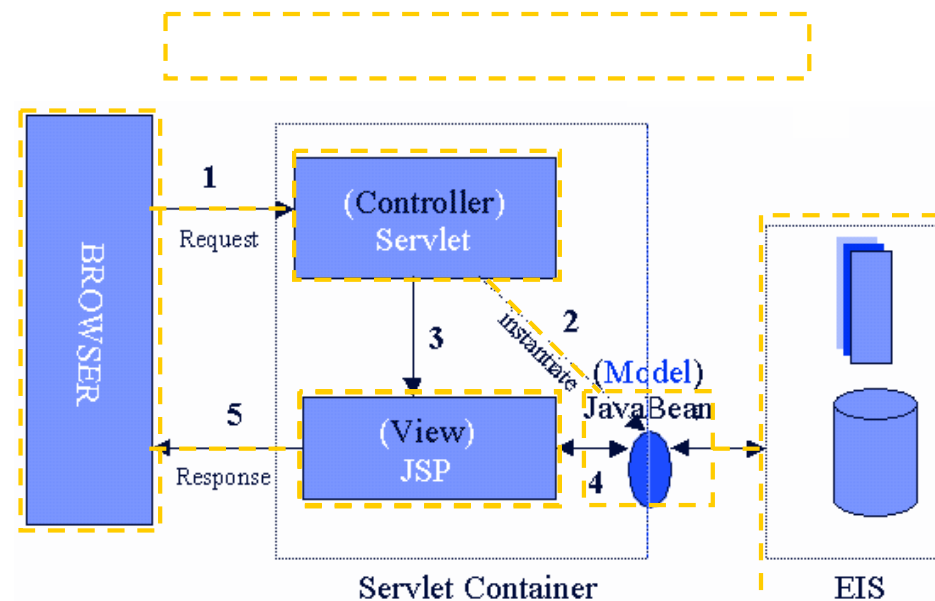 1
Request
(Controller)
Servlet
BROWSER
2
instantiate
3
(Model)
JavaBean
5
Response
(View)
JSP
4
Servlet Container
EIS